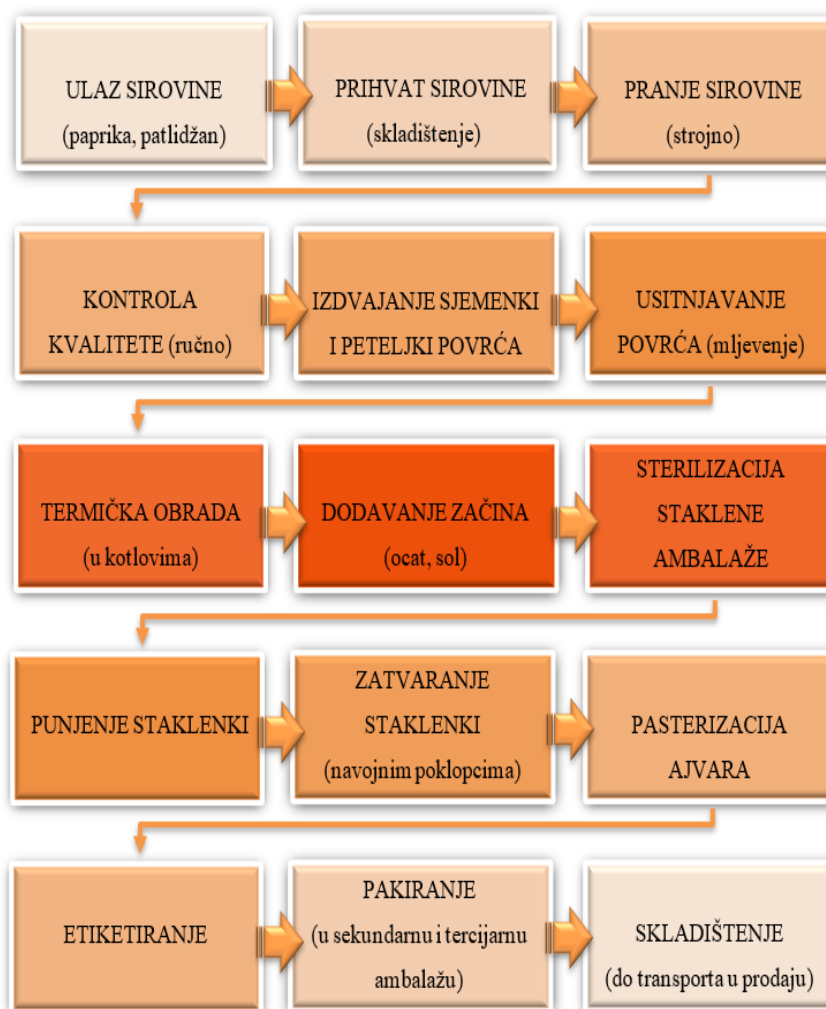 ULAZ SIROVINE
(paprika, patlidžan)
PRIHVAT SIROVINE
(skladištenje)
PRANJE SIROVINE
(strojno)
KONTROLA
KVALITETE (ručno)
IZDVAJANJE SJEMENKI
I PETELJKI POVRĆA
USITNJAVANJE
POVRĆA (mljevenje)
TERMIČKA OBRADA
(u kotlovima)
DODAVANJE ZAČINA
(ocat, sol)
STERILIZACIJA
STAKLENE
AMBALAŽE
PUNJENJE STAKLENKI
ZATVARANJE
STAKLENKI
(navojnim poklopcima)
PASTERIZACIJA
AJVARA
ETIKETIRANJE
PAKIRANJE
(u sekundarnu i tercijarnu
ambalažu)
SKLADIŠTENJE
(do transporta u prodaju)